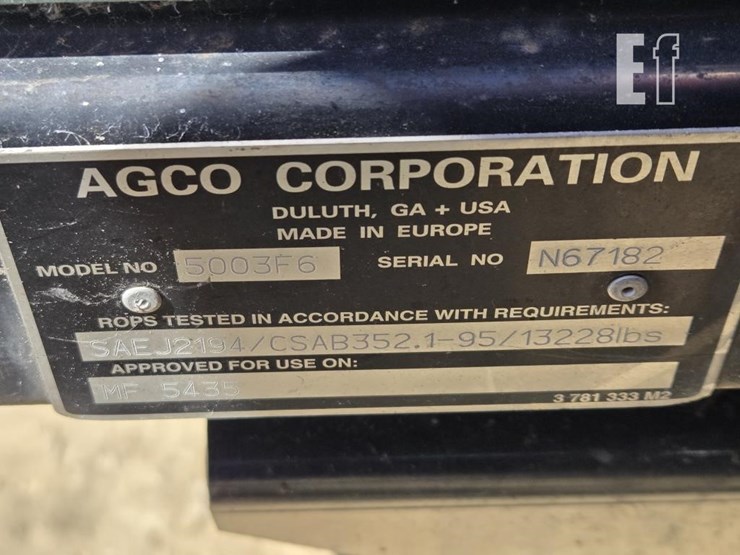 Ef
AGCO CORPORATION
DULUTH, GA + USA
MADE IN EUROPE
MODEL NO 5003F6 SERIAL NO N67182
ROPS TESTED IN ACCORDANCE WITH REQUIREMENTS:
SAEJ2194/CSAB352.1-95/13228lbs
APPROVED FOR USE ON:
MF 5435
3 781 333 M2